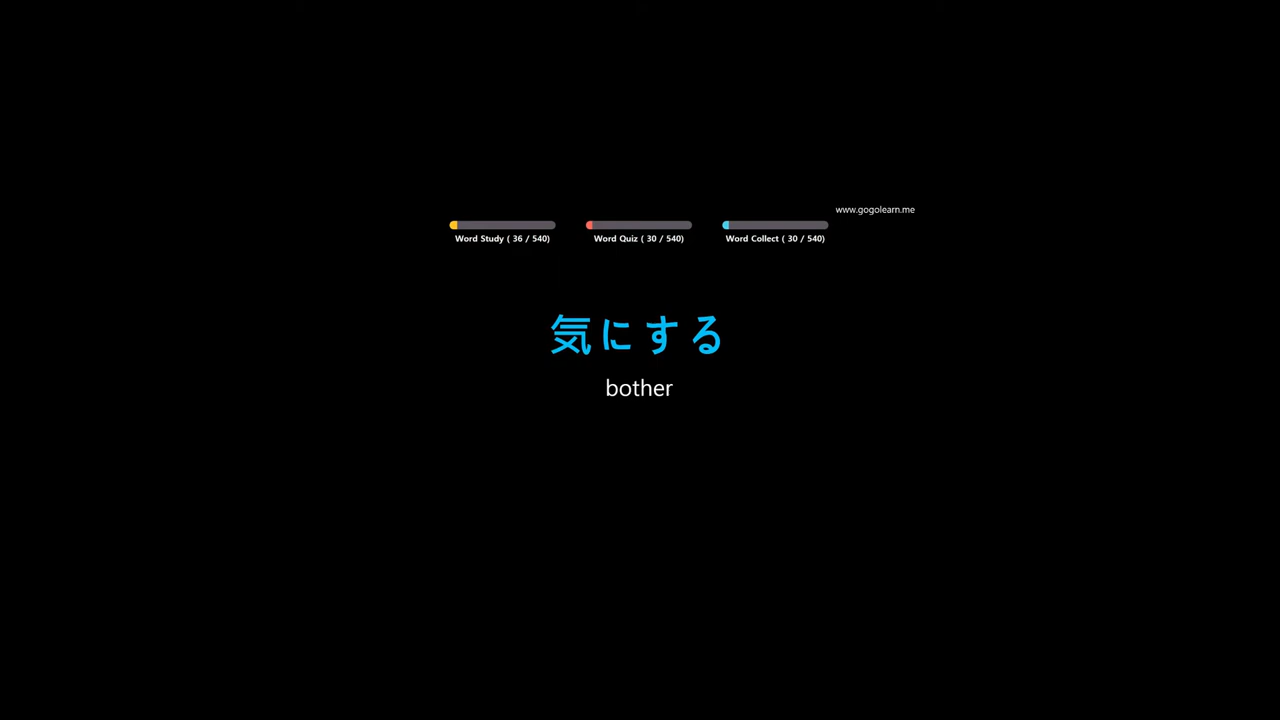 www.gogolearn.me
Word Study ( 36 / 540)
Word Quiz ( 30 / 540)
Word Collect ( 30 / 540)
気にする
bother